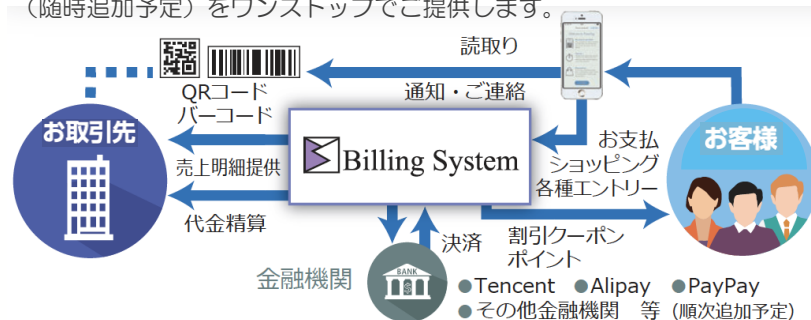 （随時追加予定）をワンストップでご提供します。
読取り
QRコード
バーコード
通知・ご連絡
お取引先
Billing System
お支払
ショッピング
各種エントリー
お客様
売上明細提供
代金精算
決済
割引クーポン
ポイント
金融機関
BANK
●Tencent ●Alipay ●PayPay
●その他金融機関　等 (順次追加予定)